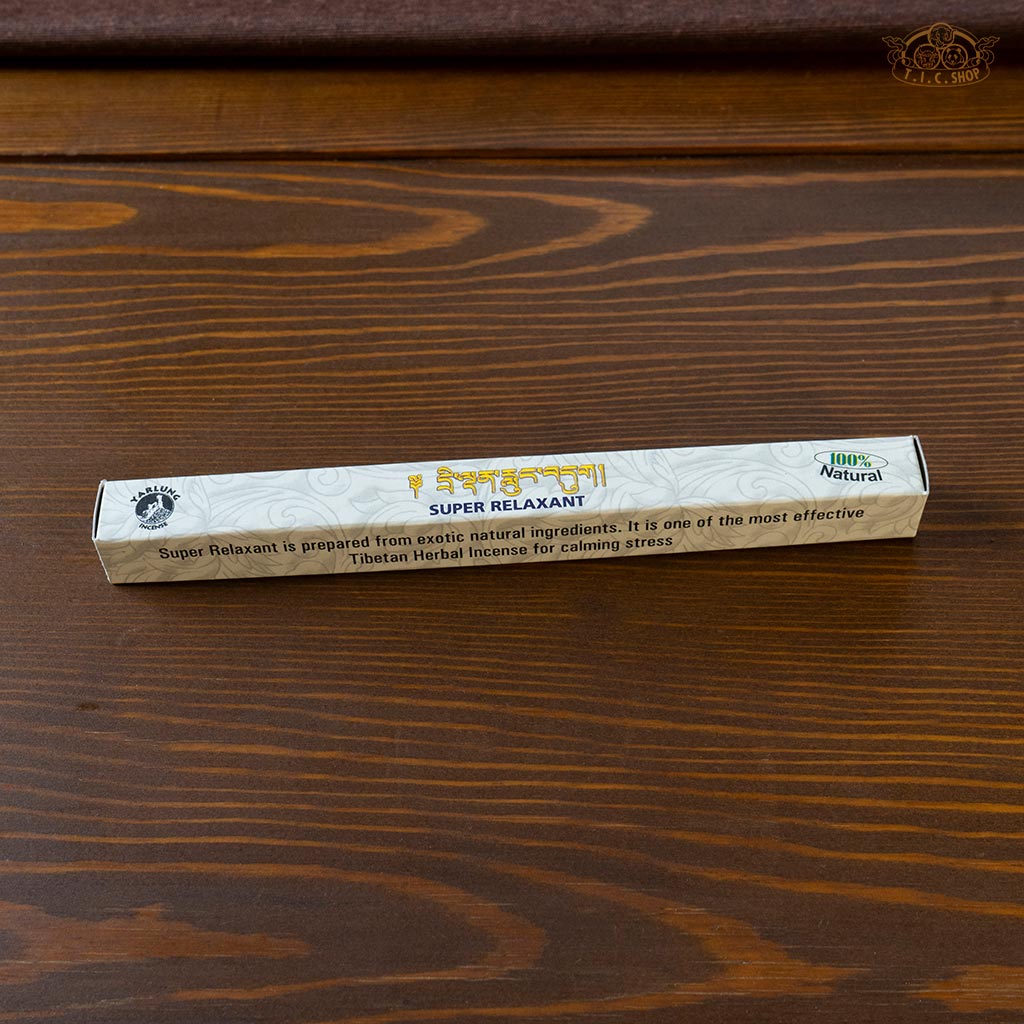 T.I.C. SHOP
YARLUNG
INCENSE
SUPER RELAXANT
100%
Natural
Super Relaxant is prepared from exotic natural ingredients. It is one of the most effective
Tibetan Herbal Incense for calming stress